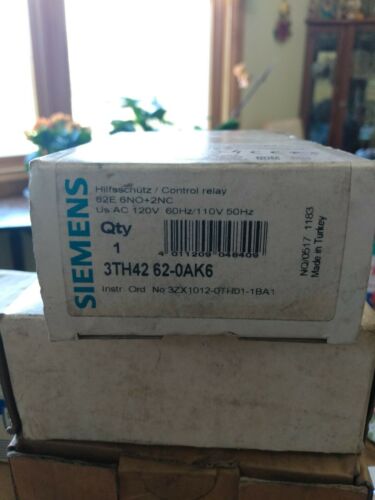 SIEMENS
Hilfsschütz / Control relay
62E 6NO+2NC
Us AC 120V 60Hz/110V 50Hz
Qty
1
4 011209 048409
3TH42 62-0AK6
Instr. Ord. No 3ZX1012-0TH01-1BA1
NQ/0517 1183
Made in Turkey